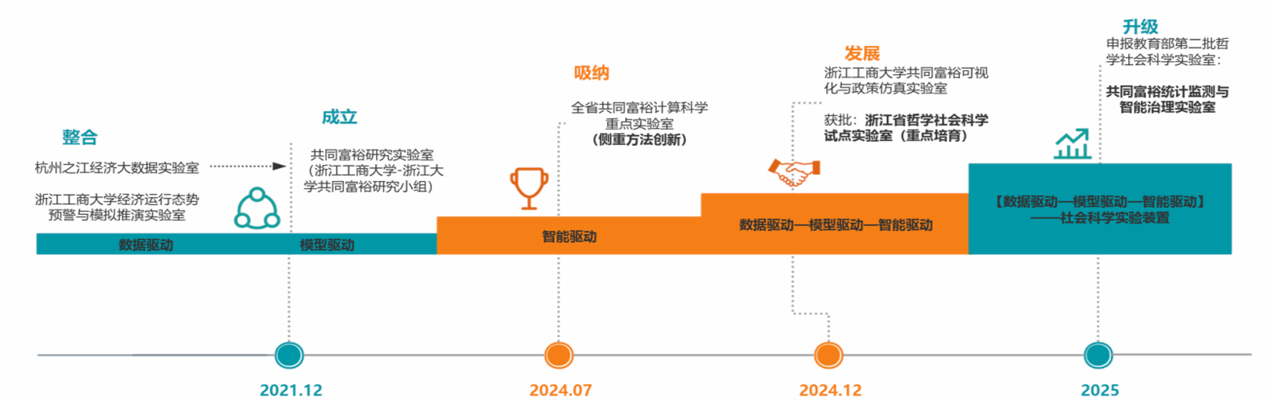 整合
杭州之江经济大数据实验室
浙江工商大学经济运行态势
预警与模拟推演实验室
数据驱动
成立
共同富裕研究实验室
（浙江工商大学-浙江大
学共同富裕研究小组）
模型驱动
2021.12
吸纳
全省共同富裕计算科学
重点实验室
（侧重方法创新）
智能驱动
2024.07
发展
浙江工商大学共同富裕可视
化与政策仿真实验室
获批：浙江省哲学社会科学
试点实验室（重点培育）
数据驱动—模型驱动—智能驱动
2024.12
升级
申报教育部第二批哲
学社会科学实验室：
共同富裕统计监测与
智能治理实验室
【数据驱动—模型驱动—智能驱动】
——社会科学实验装置
2025